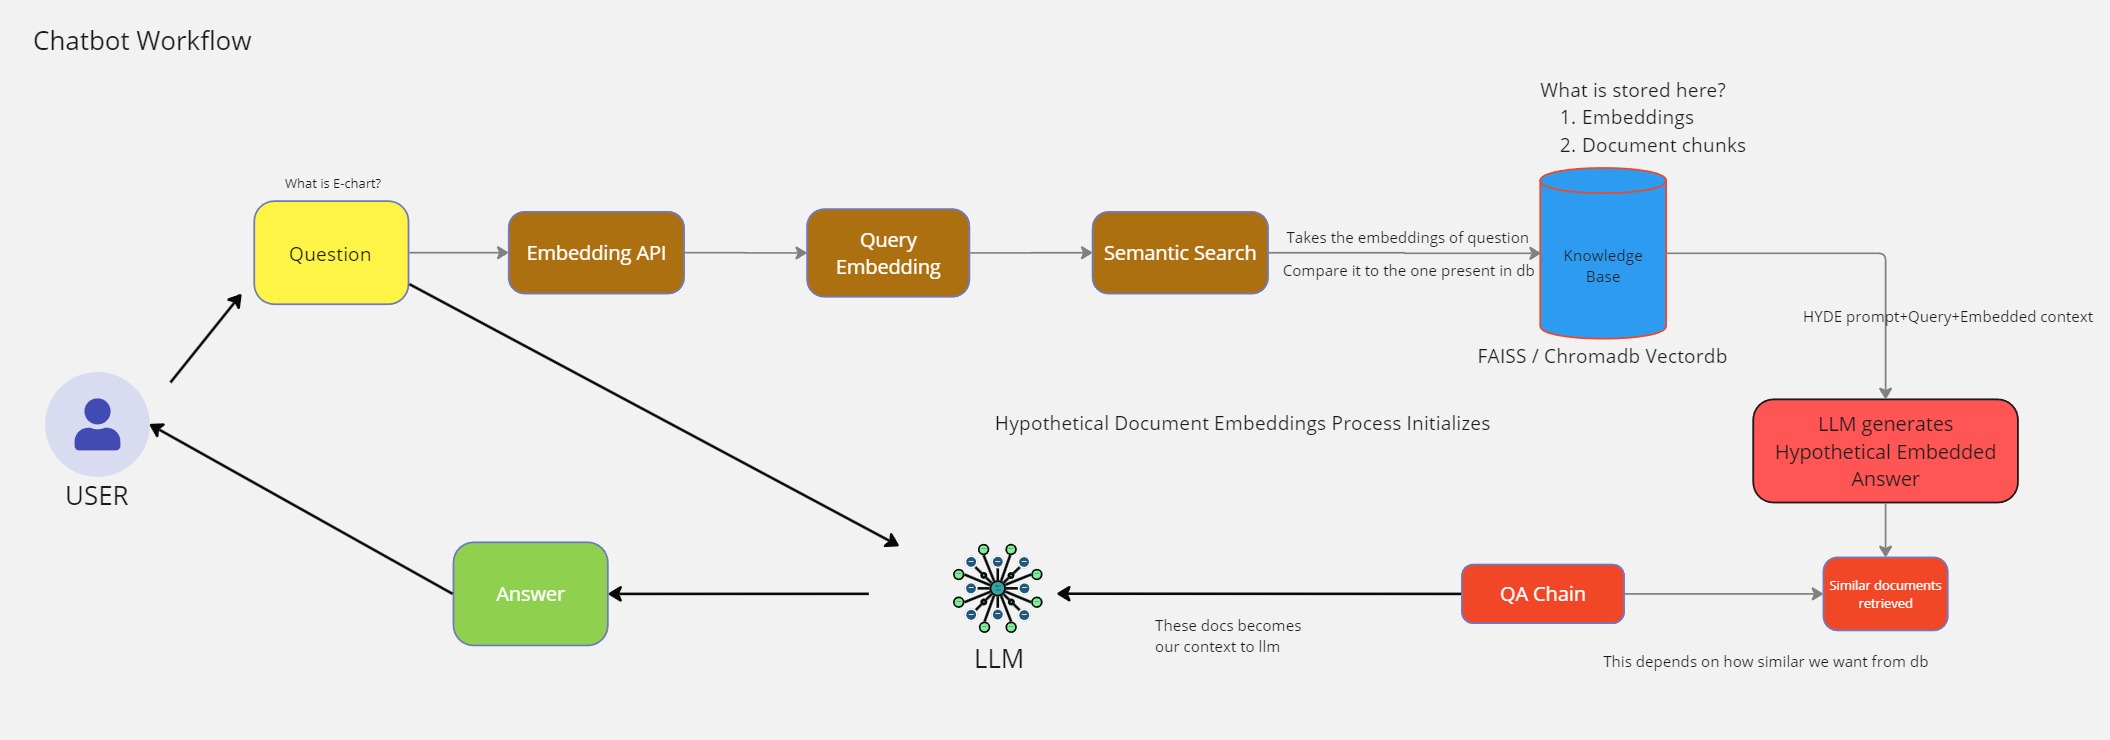 Chatbot Workflow
What is stored here?
1. Embeddings
2. Document chunks
What is E-chart?
Question
Embedding API
Query
Embedding
Semantic Search
Takes the embeddings of question
Compare it to the one present in db
Knowledge
Base
FAISS / Chromadb Vectordb
HYDE prompt+Query+Embedded context
Hypothetical Document Embeddings Process Initializes
LLM generates
Hypothetical Embedded
Answer
USER
Answer
LLM
These docs becomes
our context to llm
QA Chain
Similar documents
retrieved
This depends on how similar we want from db